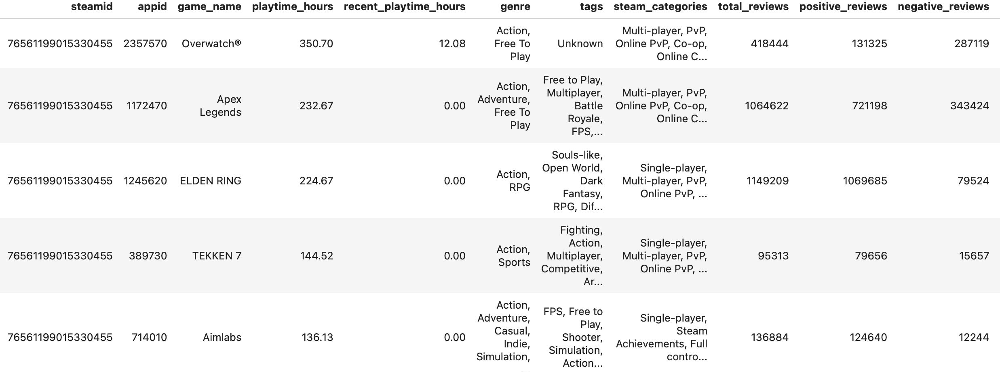 steamid appid game_name playtime_hours recent_playtime_hours genre tags steam_categories total_reviews positive_reviews negative_reviews
76561199015330455 2357570 Overwatch® 350.70 12.08 Action, Free To Play Unknown Multi-player, PvP, Online PvP, Co-op, Online C... 418444 131325 287119
76561199015330455 1172470 Apex Legends 232.67 0.00 Action, Adventure, Free To Play Free to Play, Multiplayer, Battle Royale, FPS,... Multi-player, PvP, Online PvP, Co-op, Online C... 1064622 721198 343424
76561199015330455 1245620 ELDEN RING 224.67 0.00 Action, RPG Souls-like, Open World, Dark Fantasy, RPG, Dif... Single-player, Multi-player, PvP, Online PvP, ... 1149209 1069685 79524
76561199015330455 389730 TEKKEN 7 144.52 0.00 Action, Sports Fighting, Action, Multiplayer, Competitive, Ar... Single-player, Multi-player, PvP, Online PvP, ... 95313 79656 15657
76561199015330455 714010 Aimlabs 136.13 0.00 Action, Adventure, Casual, Indie, Simulation, ... FPS, Free to Play, Shooter, Simulation, Action... Single-player, Steam Achievements, Full contro... 136884 124640 12244